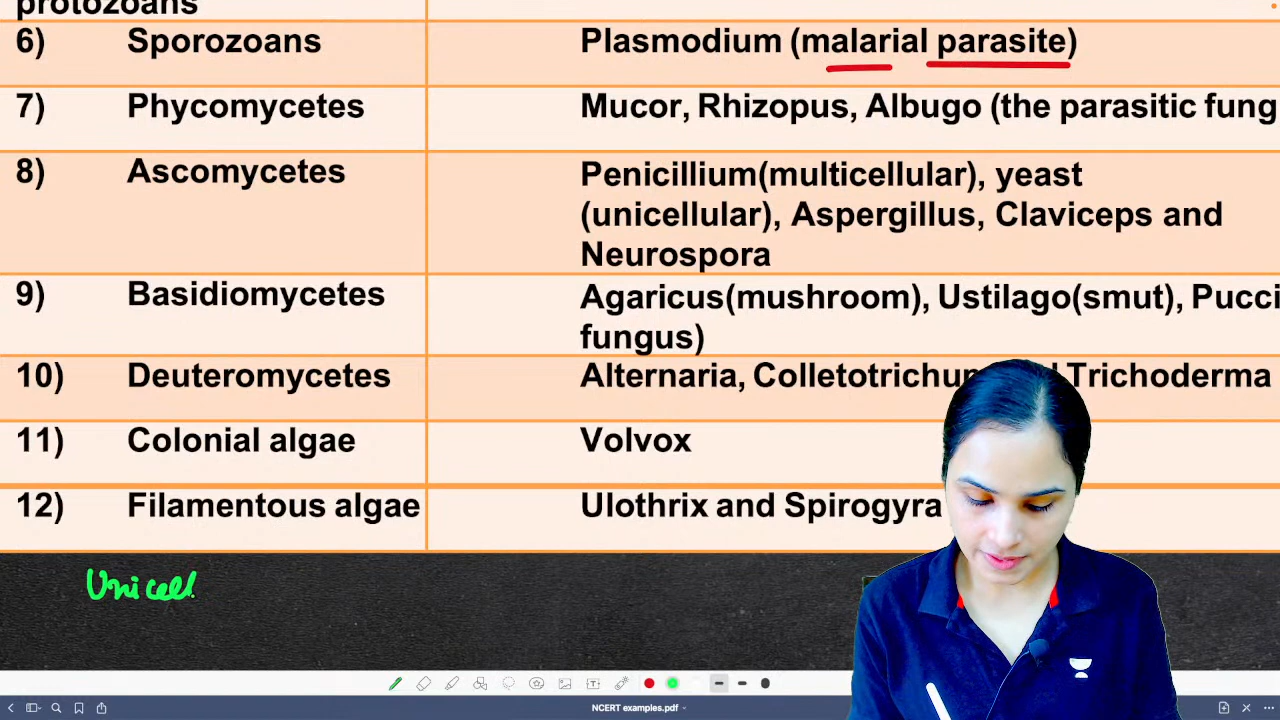 protozoans
6) Sporozoans Plasmodium (malarial parasite)
7) Phycomycetes Mucor, Rhizopus, Albugo (the parasitic fung
8) Ascomycetes Penicillium(multicellular), yeast
(unicellular), Aspergillus, Claviceps and
Neurospora
9) Basidiomycetes Agaricus(mushroom), Ustilago(smut), Pucci
fungus)
10) Deuteromycetes Alternaria, Colletotrichu Trichoderma
11) Colonial algae Volvox
12) Filamentous algae Ulothrix and Spirogyra
Unicell
NCERT examples.pdf